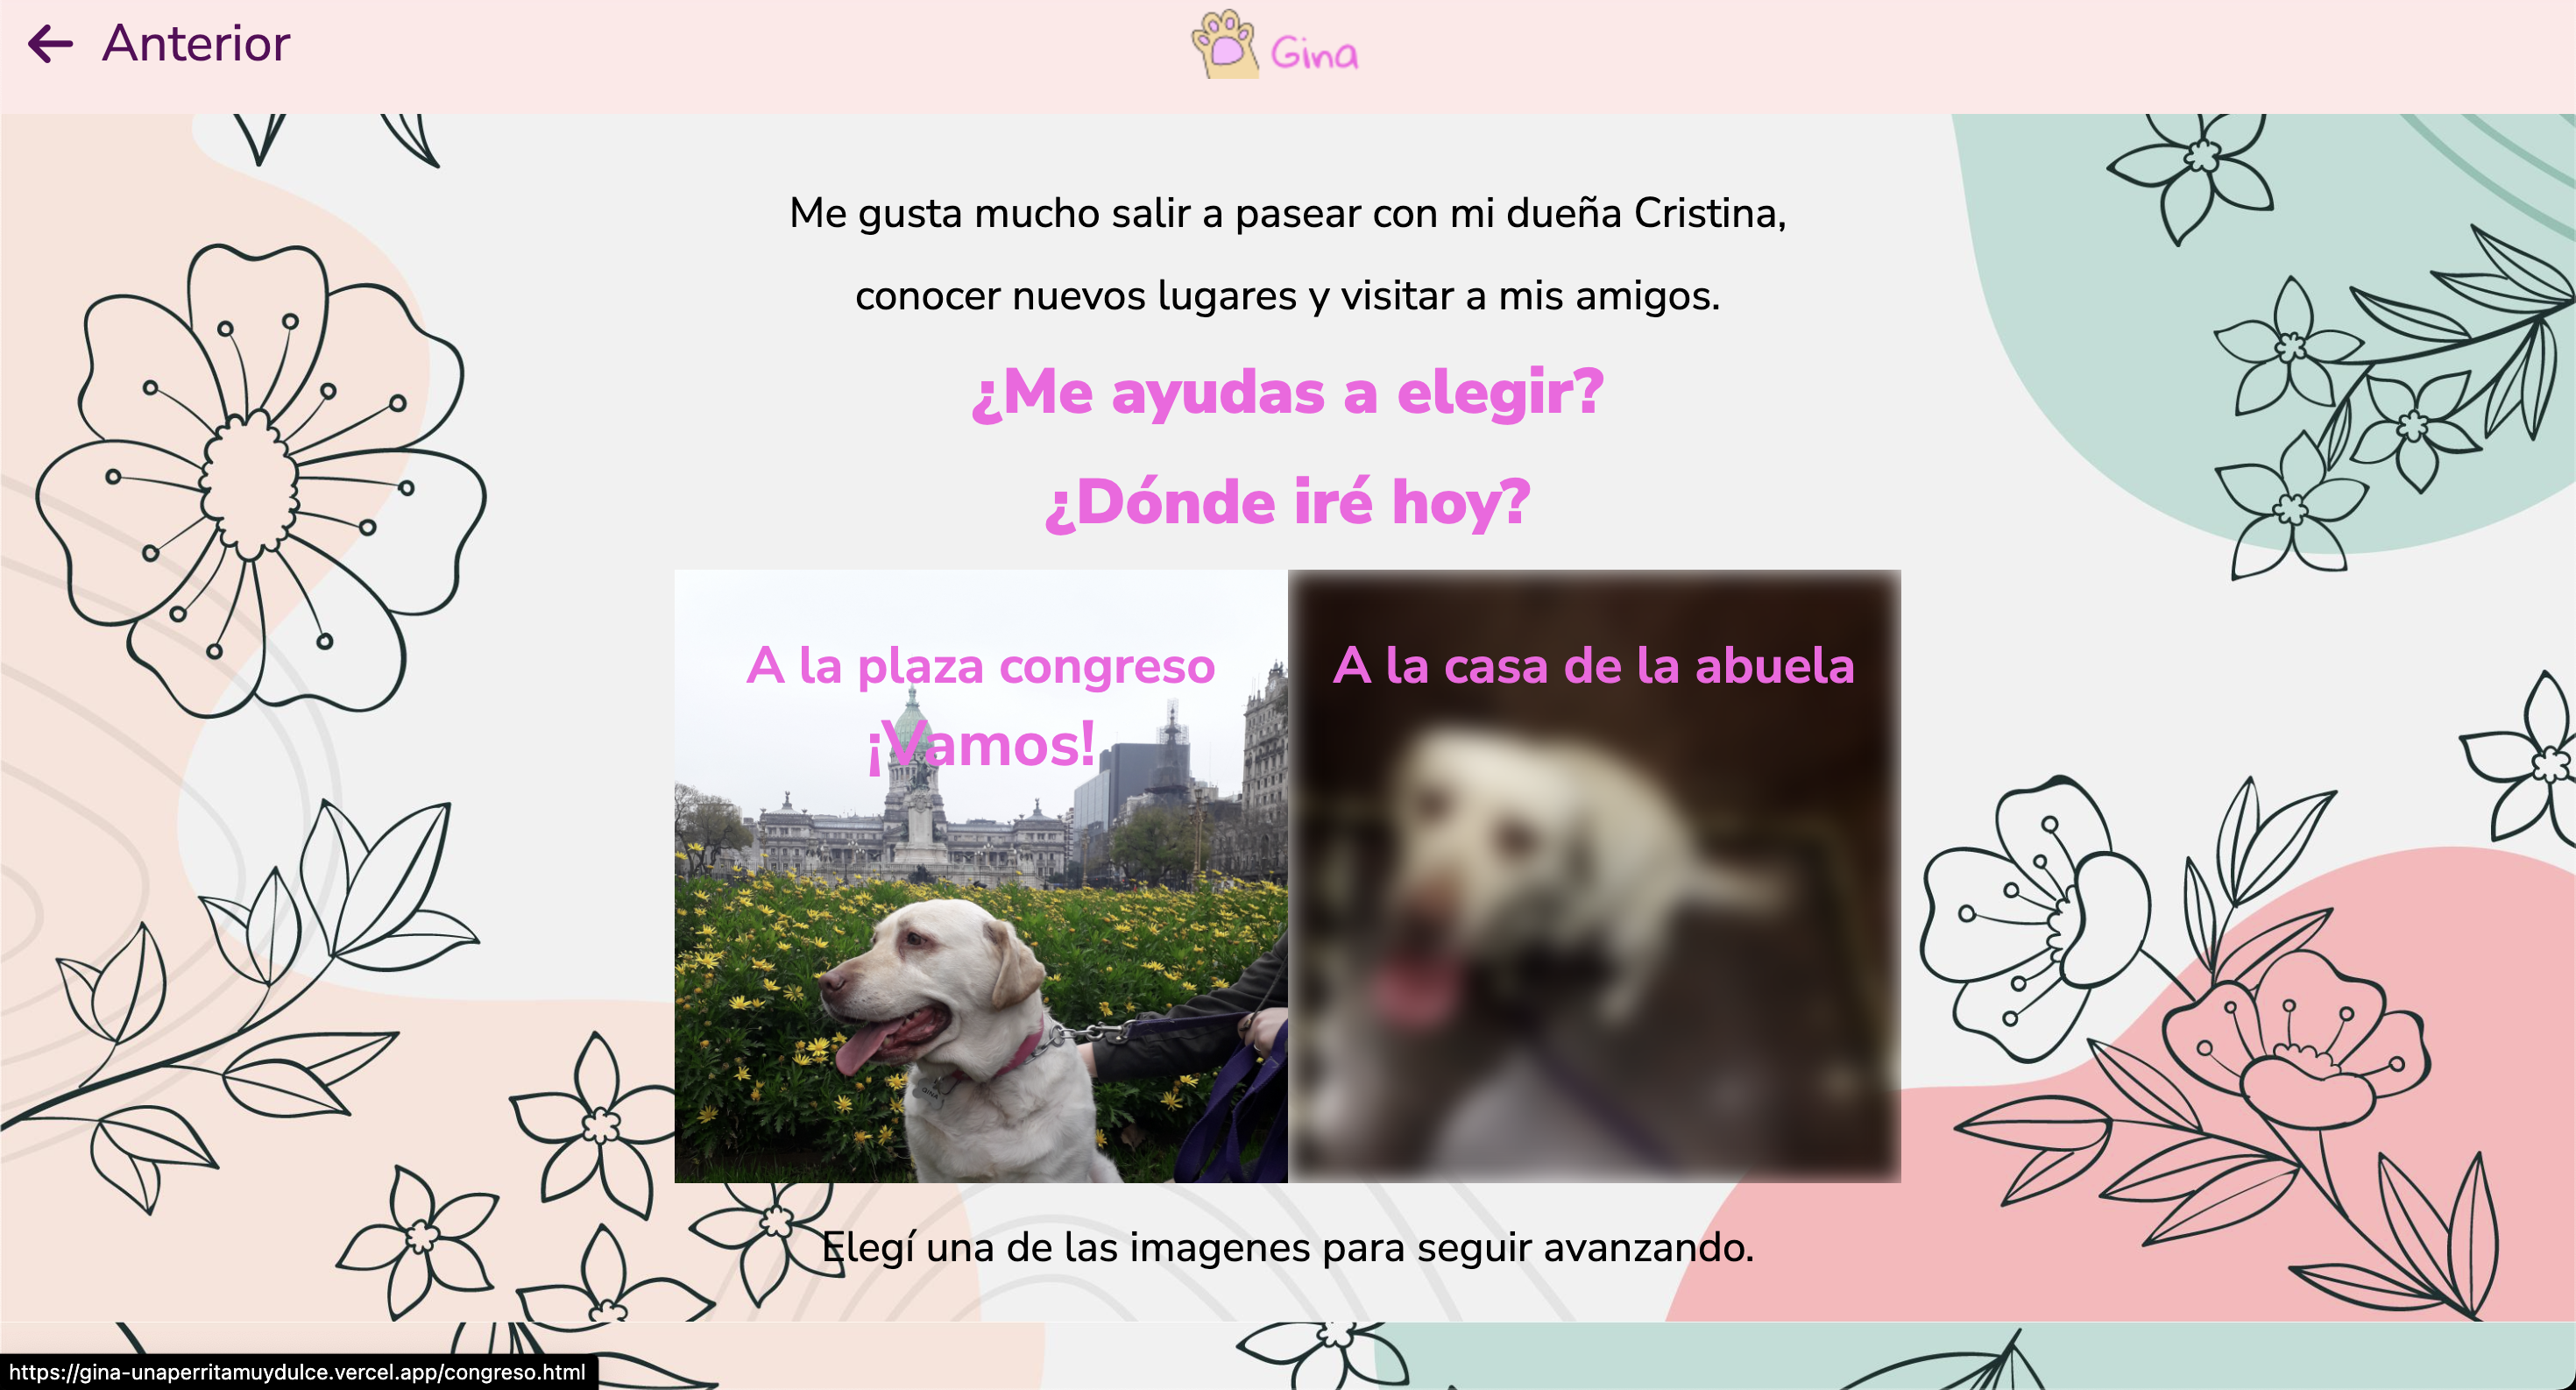 Anterior
Gina
Me gusta mucho salir a pasear con mi dueña Cristina,
conocer nuevos lugares y visitar a mis amigos.
¿Me ayudas a elegir?
¿Dónde iré hoy?
A la plaza congreso
¡Vamos!
A la casa de la abuela
GINA
Elegí una de las imagenes para seguir avanzando.
https://gina-unaperritamuydulce.vercel.app/congreso.html